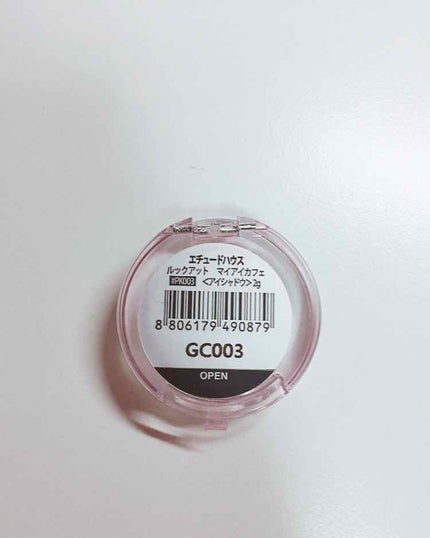 エチュードハウス
ルックアット マイアイカフェ
#PK003 <アイシャドウ>2g
8 806179 490879
GC003
OPEN